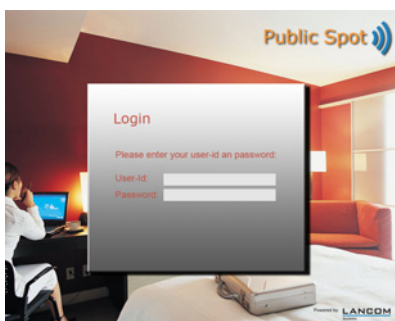 Public Spot
Login
Please enter your user-id an password:
User-Id:
Password:
Powered by LANCOM